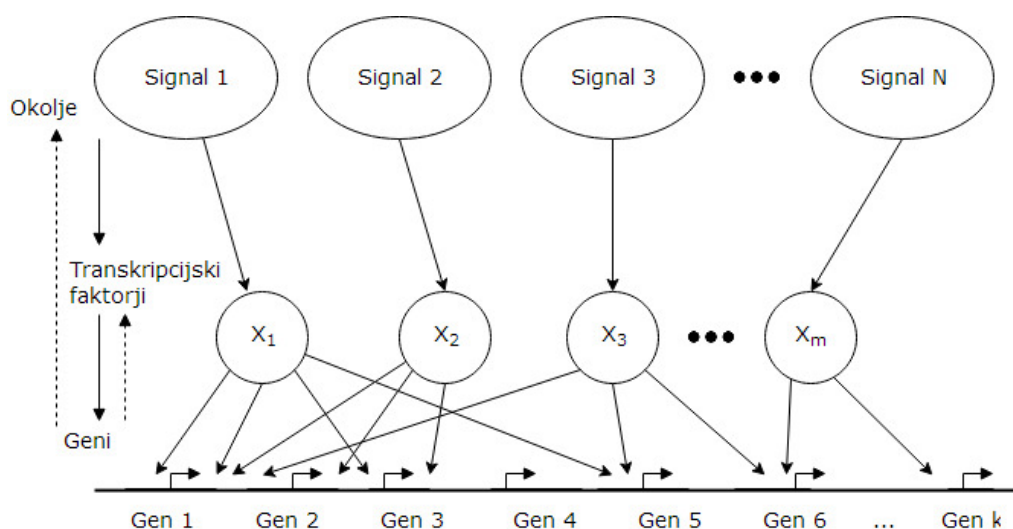 Signal 1 Signal 2 Signal 3 Signal N
Okolje
Transkripcijski
faktorji
X1 X2 X3 Xm
Geni
Gen 1 Gen 2 Gen 3 Gen 4 Gen 5 Gen 6 ... Gen k